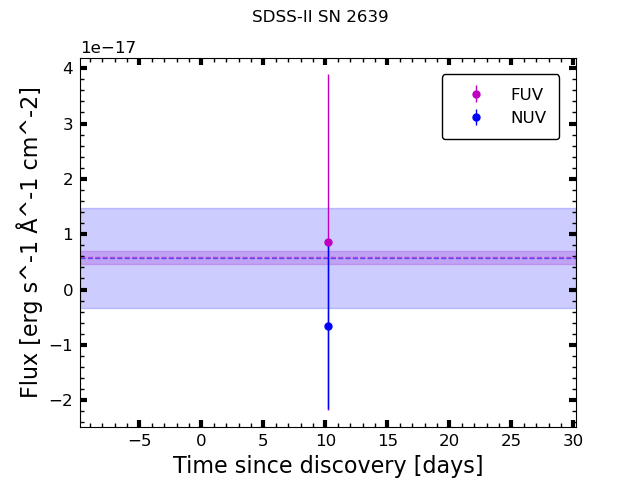 SDSS-II SN 2639
1e−17
4
3
2
1
0
−1
−2
Flux [erg s^-1 Å^-1 cm^-2]
FUV
NUV
−5 0 5 10 15 20 25 30
Time since discovery [days]